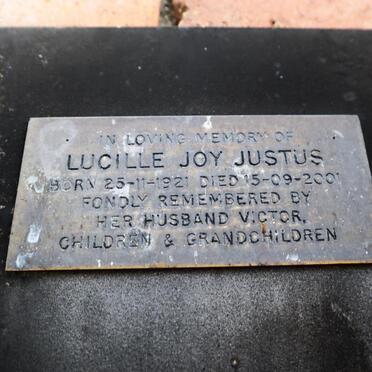 IN LOVING MEMORY OF
LUCILLE JOY JUSTUS
BORN 25-11-1921 DIED 15-09-2001
FONDLY REMEMBERED BY
HER HUSBAND VICTOR,
CHILDREN & GRANDCHILDREN